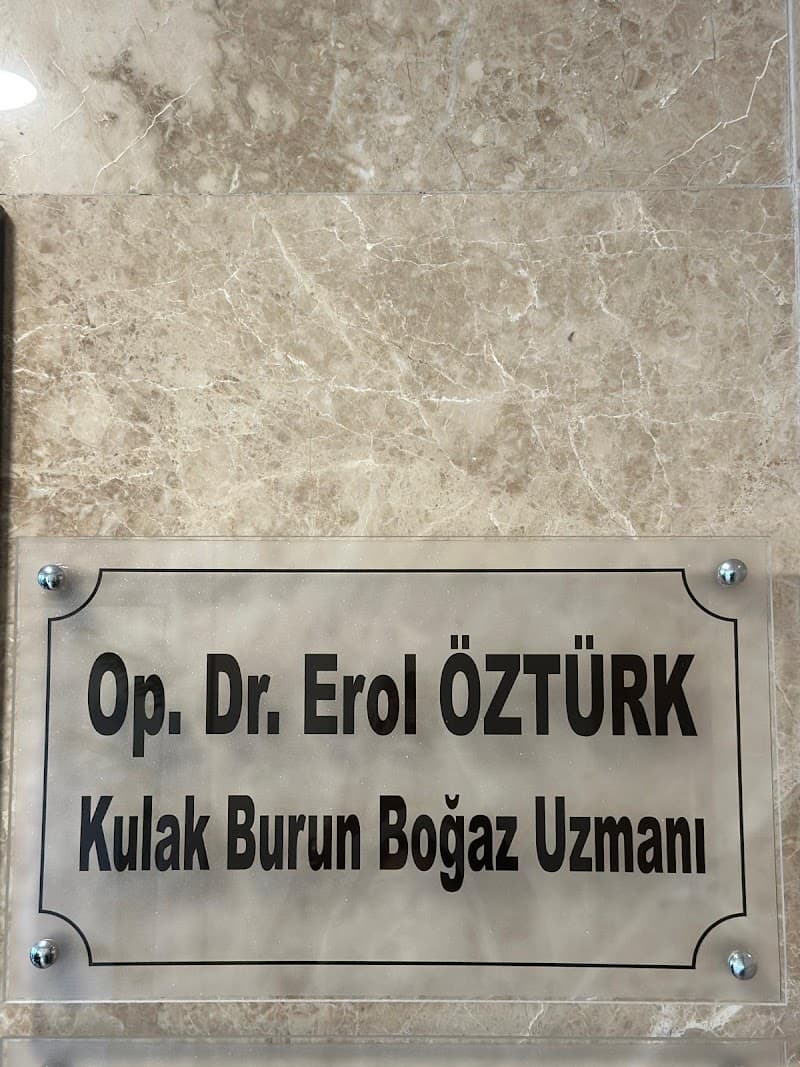 Op. Dr. Erol ÖZTÜRK
Kulak Burun Boğaz Uzmanı